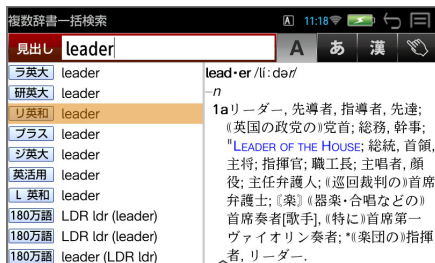 複数辞書一括検索 A 11:18
見出し leader A あ 漢
ラ英大 leader
研英大 leader
リ英和 leader
プラス leader
ジ英大 leader
英活用 leader
L 英和 leader
180万語 LDR ldr (leader)
180万語 LDR ldr (leader)
180万語 leader (LDR ldr)
lead・er /líːdər/
–n
1a リーダー, 先導者, 指導者, 先達;
《英国の政党の》党首; 総務, 幹事;
"LEADER OF THE HOUSE; 総統, 首領,
主将; 指揮官; 職工長; 主唱者, 顔
役; 主任弁護人; 《巡回裁判の》首席
弁護士; 〘楽〙《器楽・合唱などの》
首席奏者[歌手], 《特に》首席第一
ヴァイオリン奏者; *《楽団の》指揮
者, リーダー.